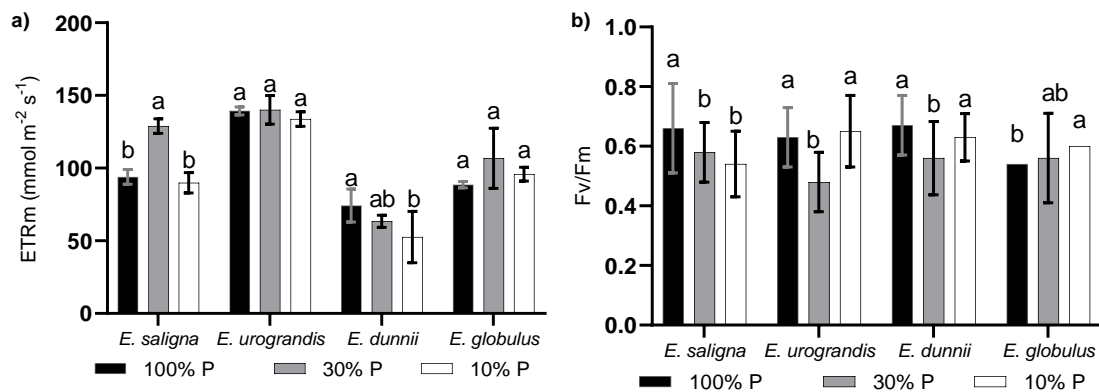 a)
ETRm (mmol m⁻² s⁻¹)
200
150
100
50
0
b a b
a a a
a ab b
a a a
E. saligna E. urograndis E. dunnii E. globulus
100% P 30% P 10% P
b)
Fv/Fm
1.0
0.8
0.6
0.4
0.2
0.0
a b b
a b a
a b a
b ab a
E. saligna E. urograndis E. dunnii E. globulus
100% P 30% P 10% P